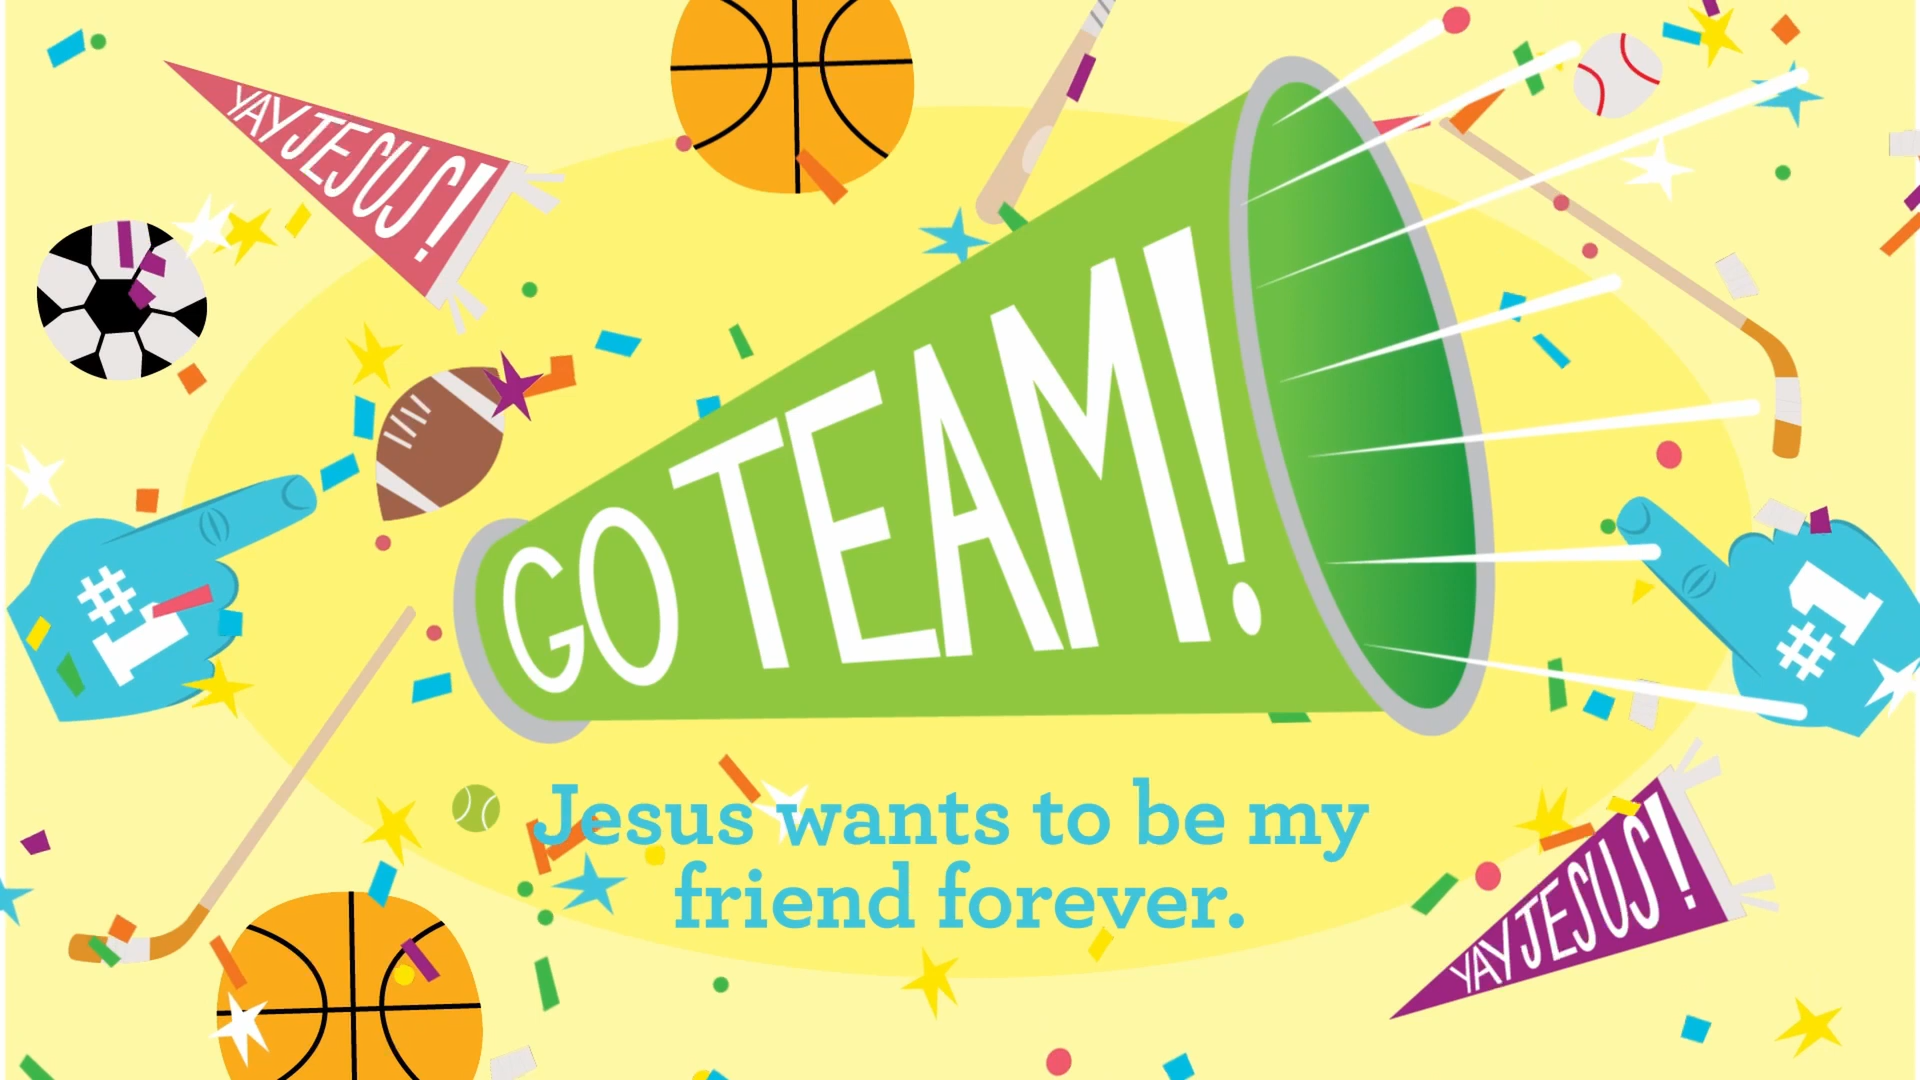 YAY JESUS!
GO TEAM!
#1
#1
Jesus wants to be my
friend forever.
YAY JESUS!